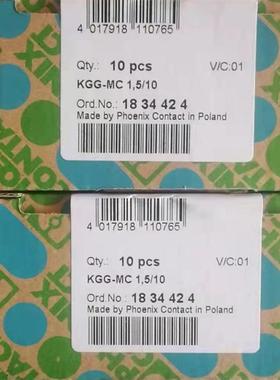 4 017918 110765
Qty.: 10 pcs V/C:01
KGG-MC 1,5/10
Ord.No.: 18 34 42 4
Made by Phoenix Contact in Poland
4 017918 110765
Qty.: 10 pcs V/C:01
KGG-MC 1,5/10
Ord.No.: 18 34 42 4
Made by Phoenix Contact in Poland